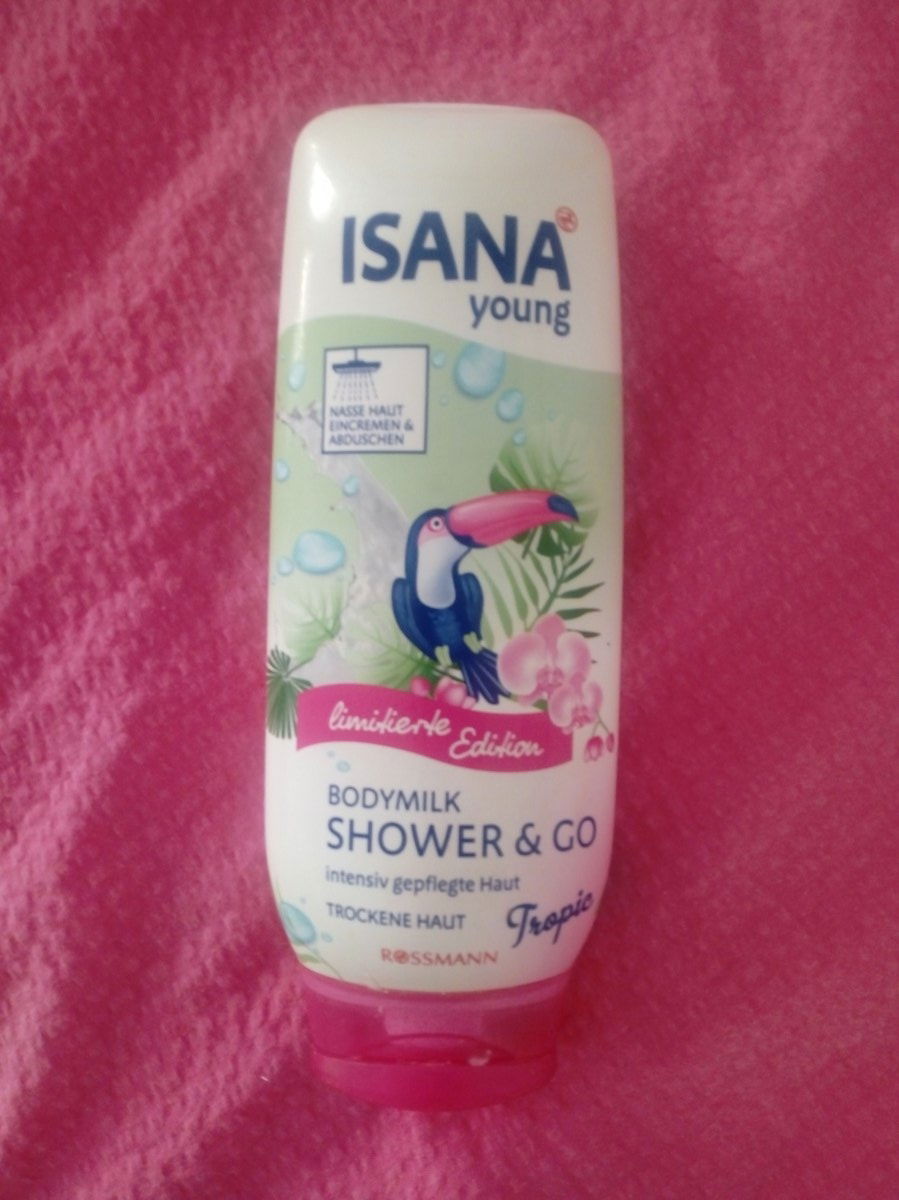 ISANA
young
NASSE HAUT
EINCREMEN &
ABDUSCHEN
limitierte
Edition
BODYMILK
SHOWER & GO
intensiv gepflegte Haut
TROCKENE HAUT
Tropic
ROSSMANN